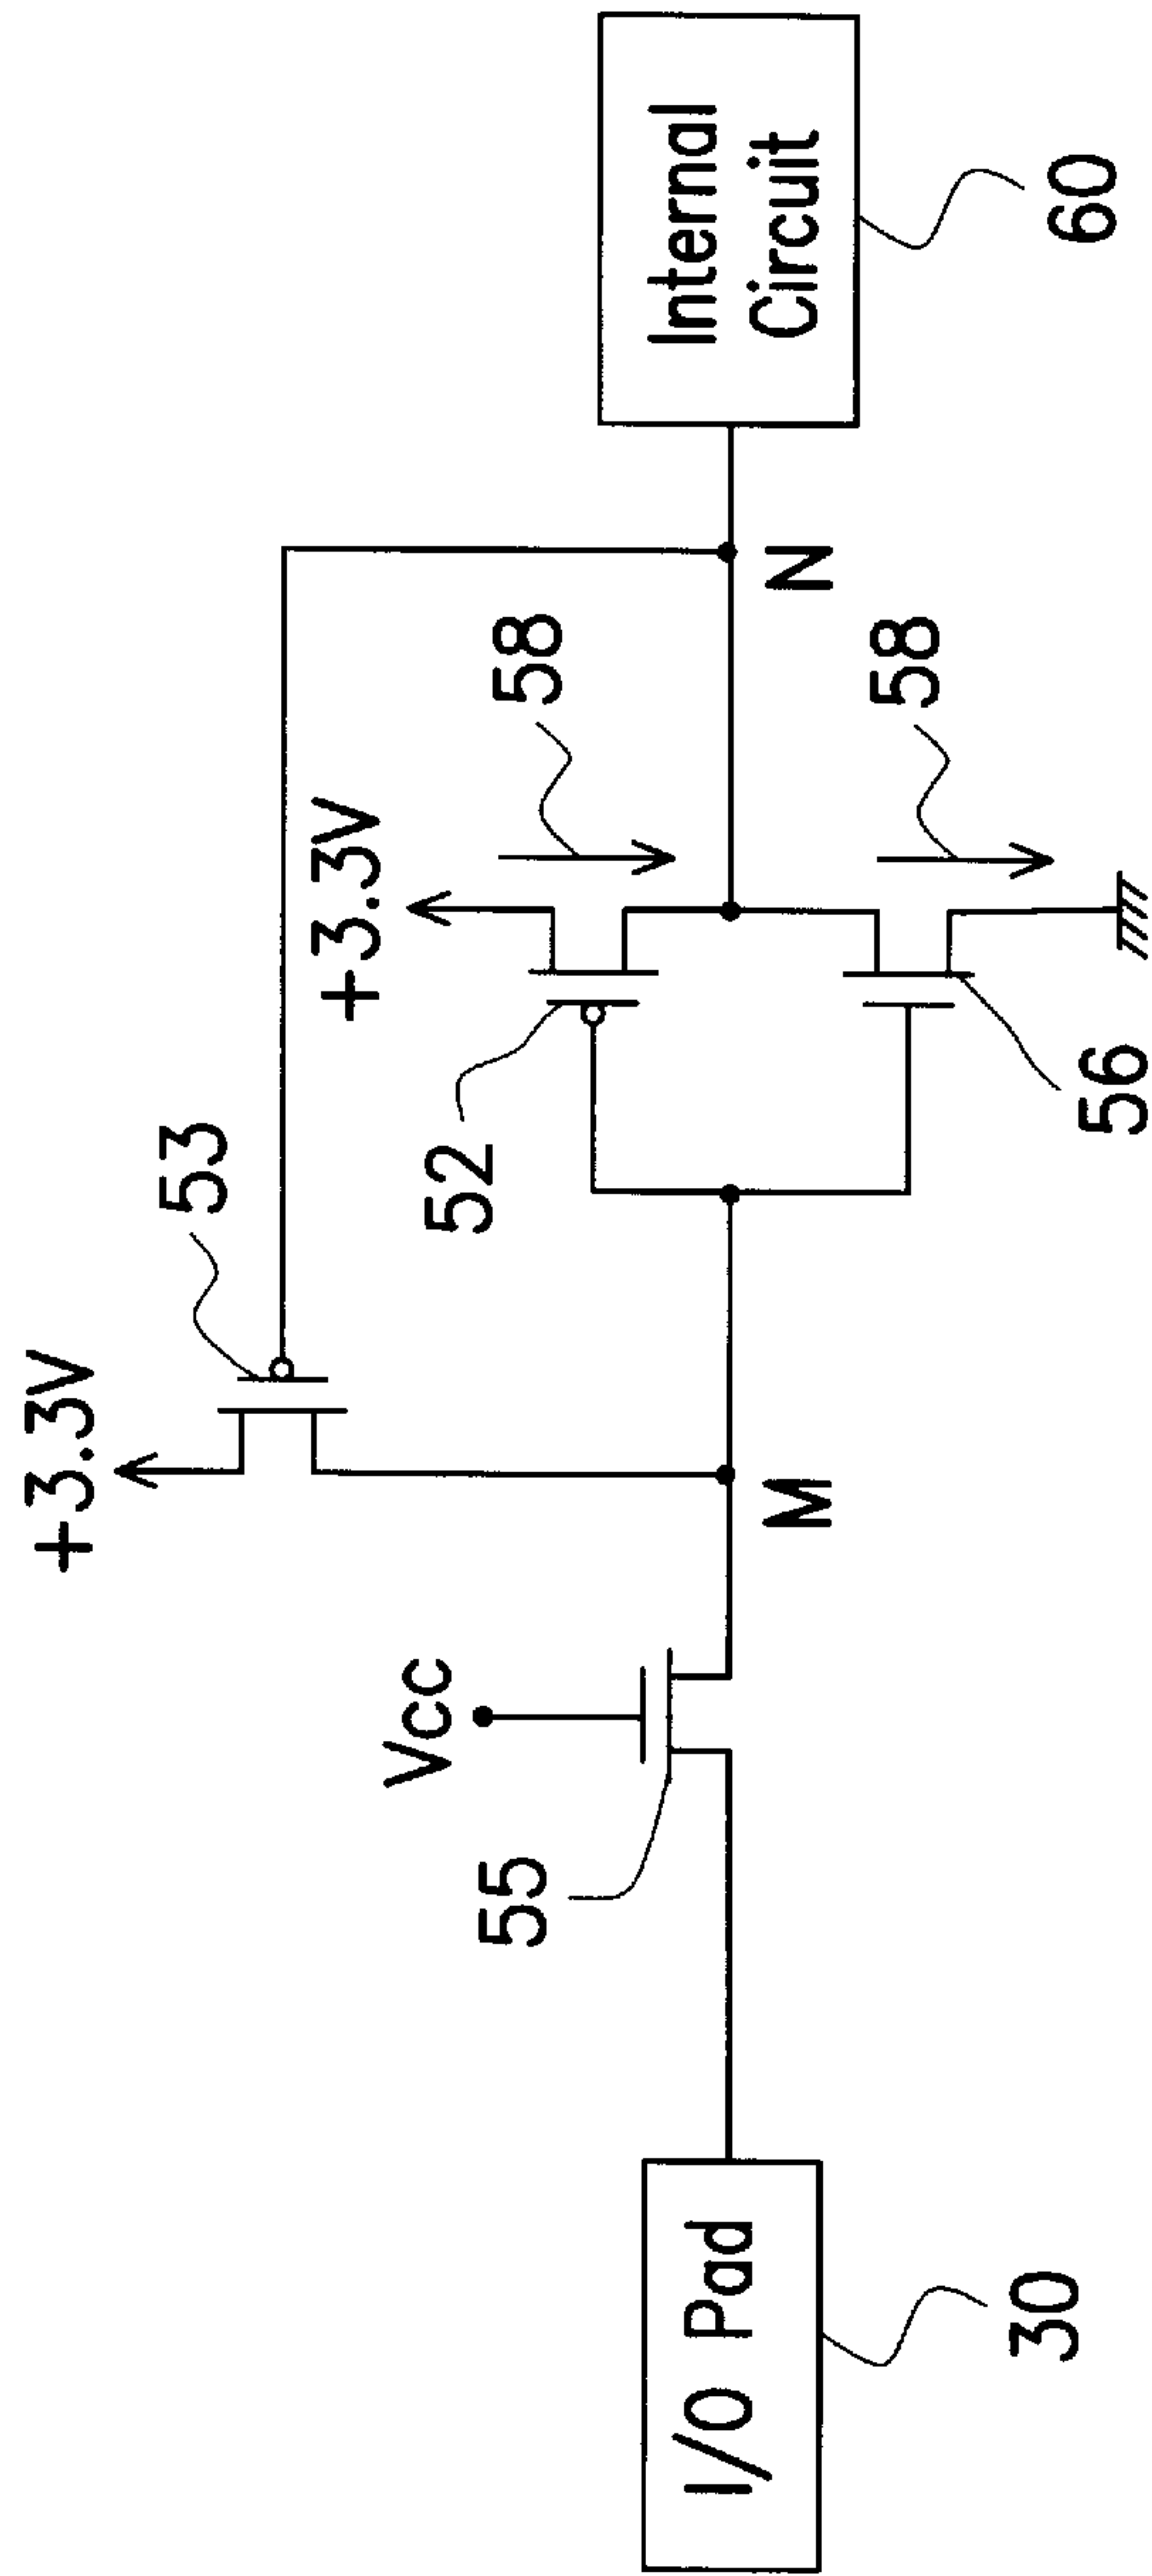 +3.3V
53
+3.3V
58
Vcc
52
55
58
M
N
I/O Pad
Internal
Circuit
56
30
60